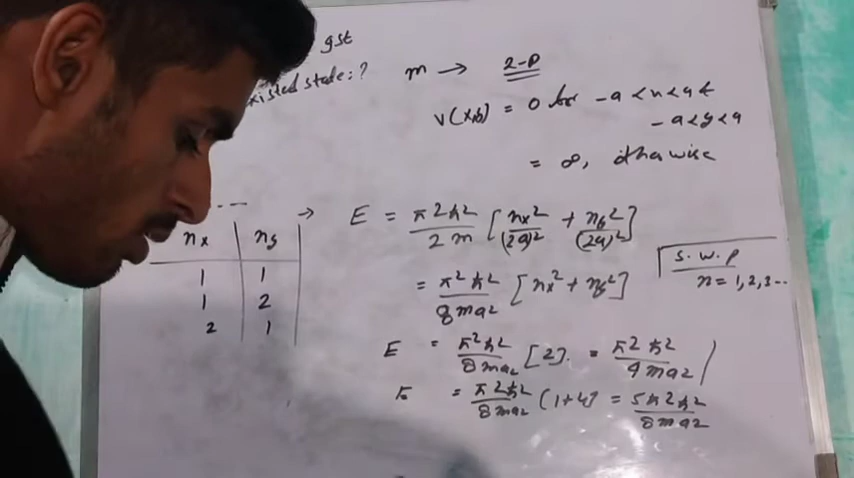 gst
m → 2-D
V(x,y) = 0 for -a < x < a &
-a < y < a
= ∞, otherwise
→ E = π²ħ²/2m [nx²/(2a)² + ny²/(2a)²]
nx | ny
1 | 1
1 | 2
2 | 1
S.W.P
n = 1,2,3--
= π²ħ²/8ma² [nx² + ny²]
E = π²ħ²/8ma² [2]. = π²ħ²/4ma²
E = π²ħ²/8ma² (1+4] = 5π²ħ²/8ma²